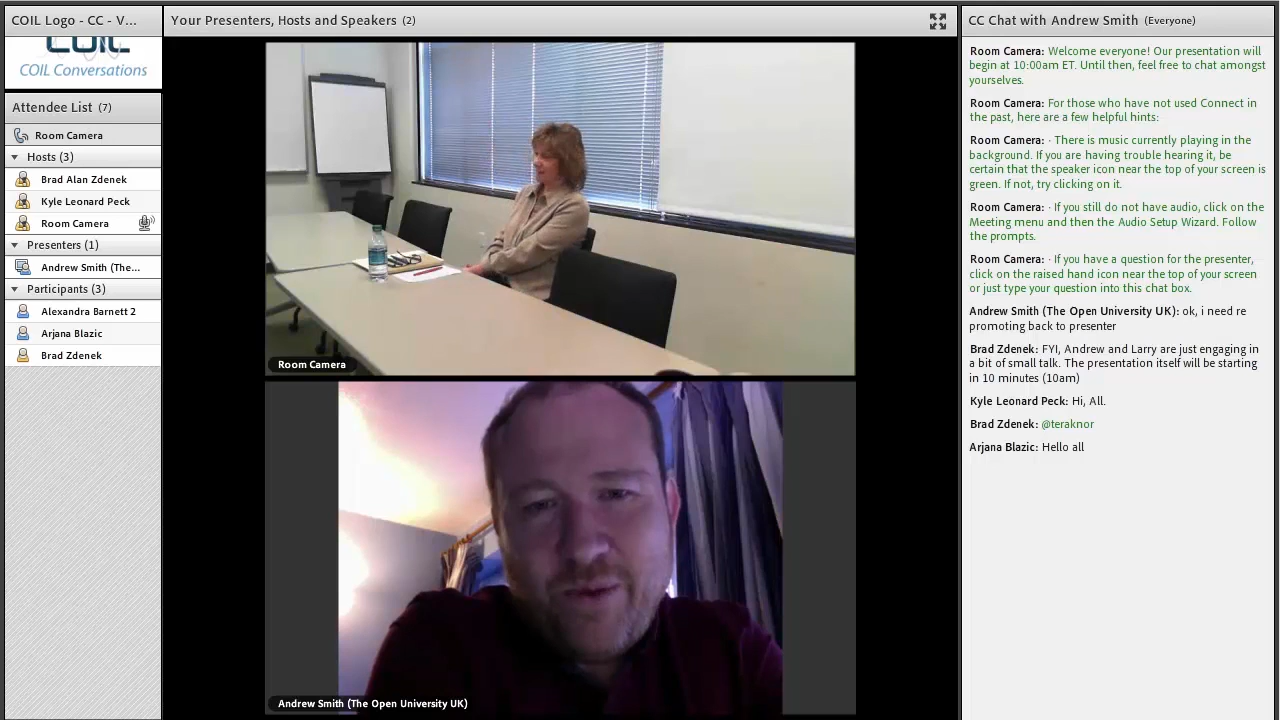 COIL Logo - CC - V...
COIL
COIL Conversations
Attendee List (7)
Room Camera
Hosts (3)
Brad Alan Zdenek
Kyle Leonard Peck
Room Camera
Presenters (1)
Andrew Smith (The...
Participants (3)
Alexandra Barnett 2
Arjana Blazic
Brad Zdenek
Your Presenters, Hosts and Speakers (2)
Room Camera
Andrew Smith (The Open University UK)
CC Chat with Andrew Smith (Everyone)
Room Camera: Welcome everyone! Our presentation will
begin at 10:00am ET. Until then, feel free to chat amongst
yourselves.
Room Camera: For those who have not used Connect in
the past, here are a few helpful hints:
Room Camera: · There is music currently playing in the
background. If you are having trouble hearing it, be
certain that the speaker icon near the top of your screen is
green. If not, try clicking on it.
Room Camera: · If you still do not have audio, click on the
Meeting menu and then the Audio Setup Wizard. Follow
the prompts.
Room Camera: · If you have a question for the presenter,
click on the raised hand icon near the top of your screen
or just type your question into this chat box.
Andrew Smith (The Open University UK): ok, i need re
promoting back to presenter
Brad Zdenek: FYI, Andrew and Larry are just engaging in
a bit of small talk. The presentation itself will be starting
in 10 minutes (10am)
Kyle Leonard Peck: Hi, All.
Brad Zdenek: @teraknor
Arjana Blazic: Hello all